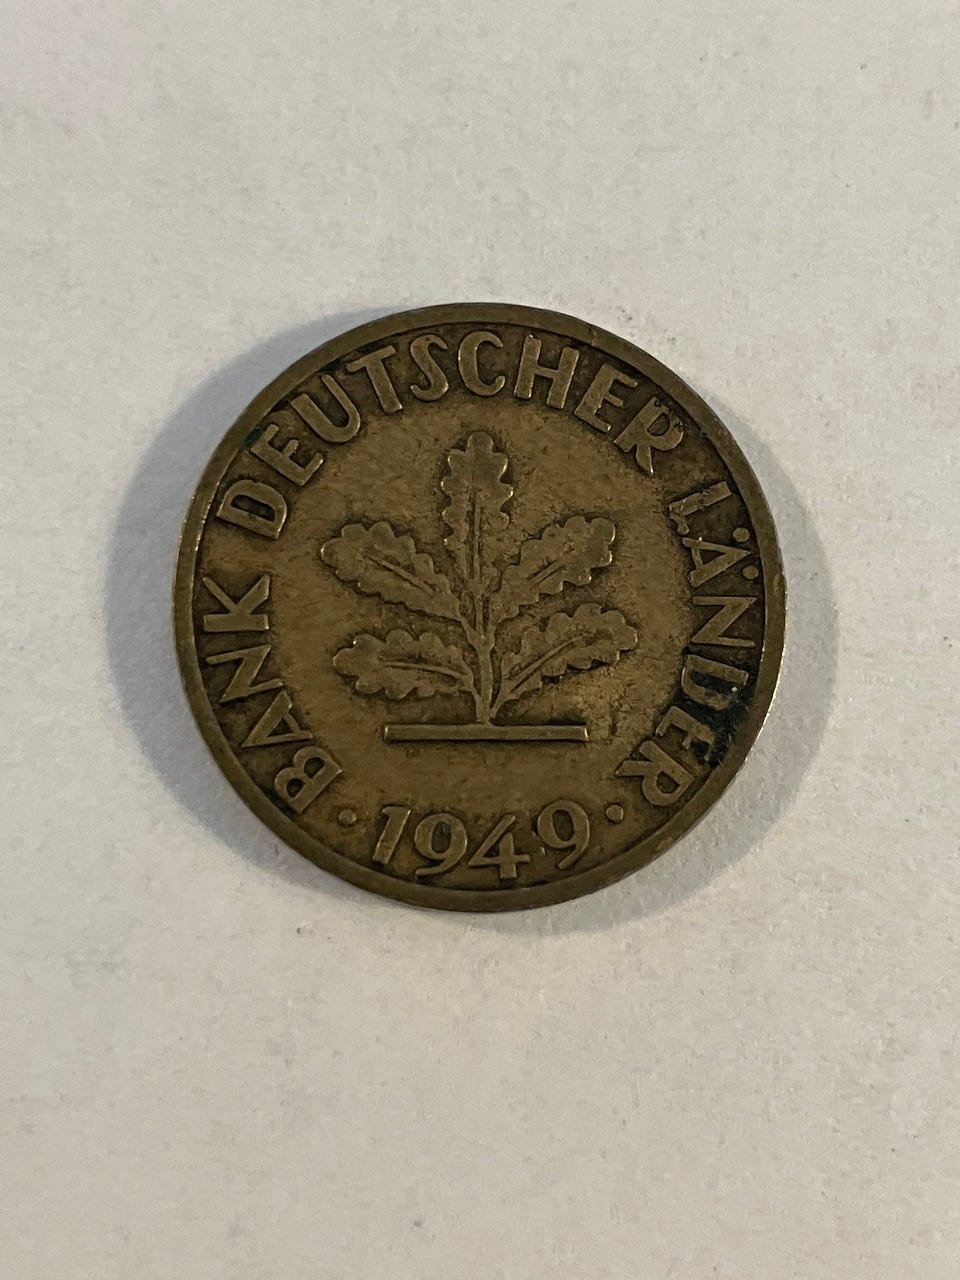 BANK DEUTSCHER LÄNDER
· 1949 ·